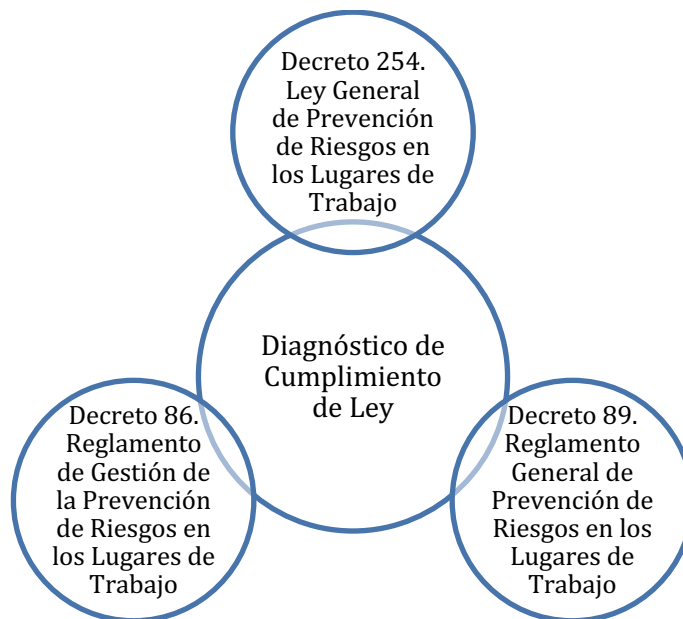 Decreto 254.
Ley General
de Prevención
de Riesgos en
los Lugares de
Trabajo
Diagnóstico de
Cumplimiento
de Ley
Decreto 86.
Reglamento
de Gestión de
la Prevención
de Riesgos en
los Lugares de
Trabajo
Decreto 89.
Reglamento
General de
Prevención de
Riesgos en los
Lugares de
Trabajo